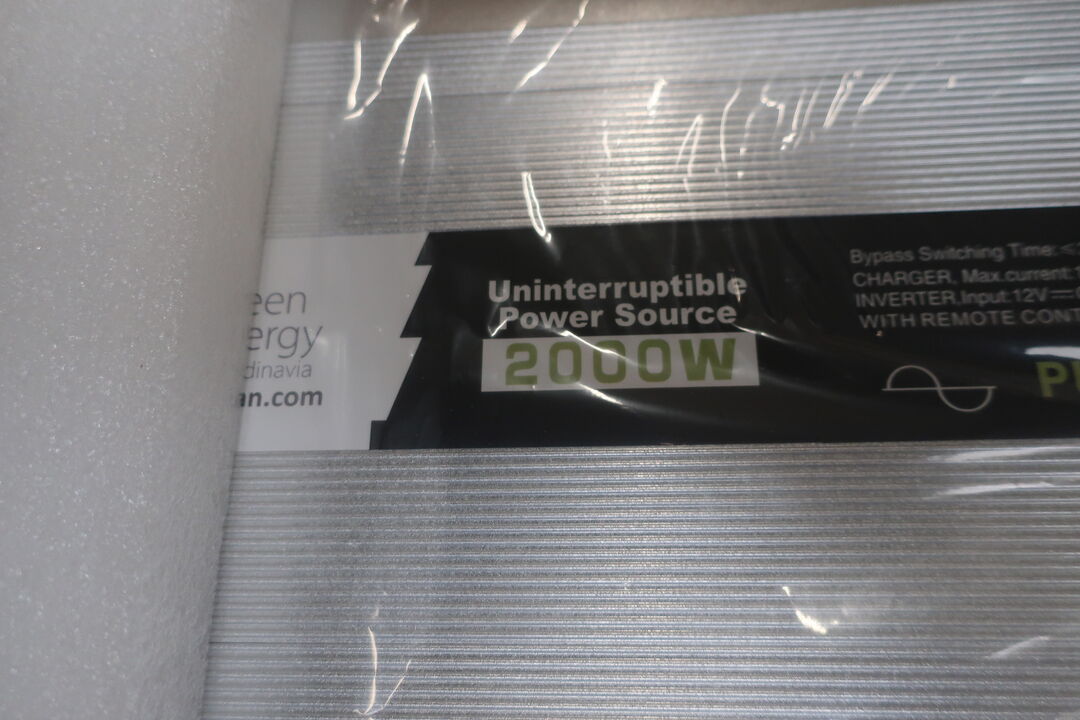 een
ergy
dinavia
an.com
Uninterruptible
Power Source
2000W
Bypass Switching Time:<
CHARGER, Max.current:
INVERTER,Input:12V
WITH REMOTE CONT